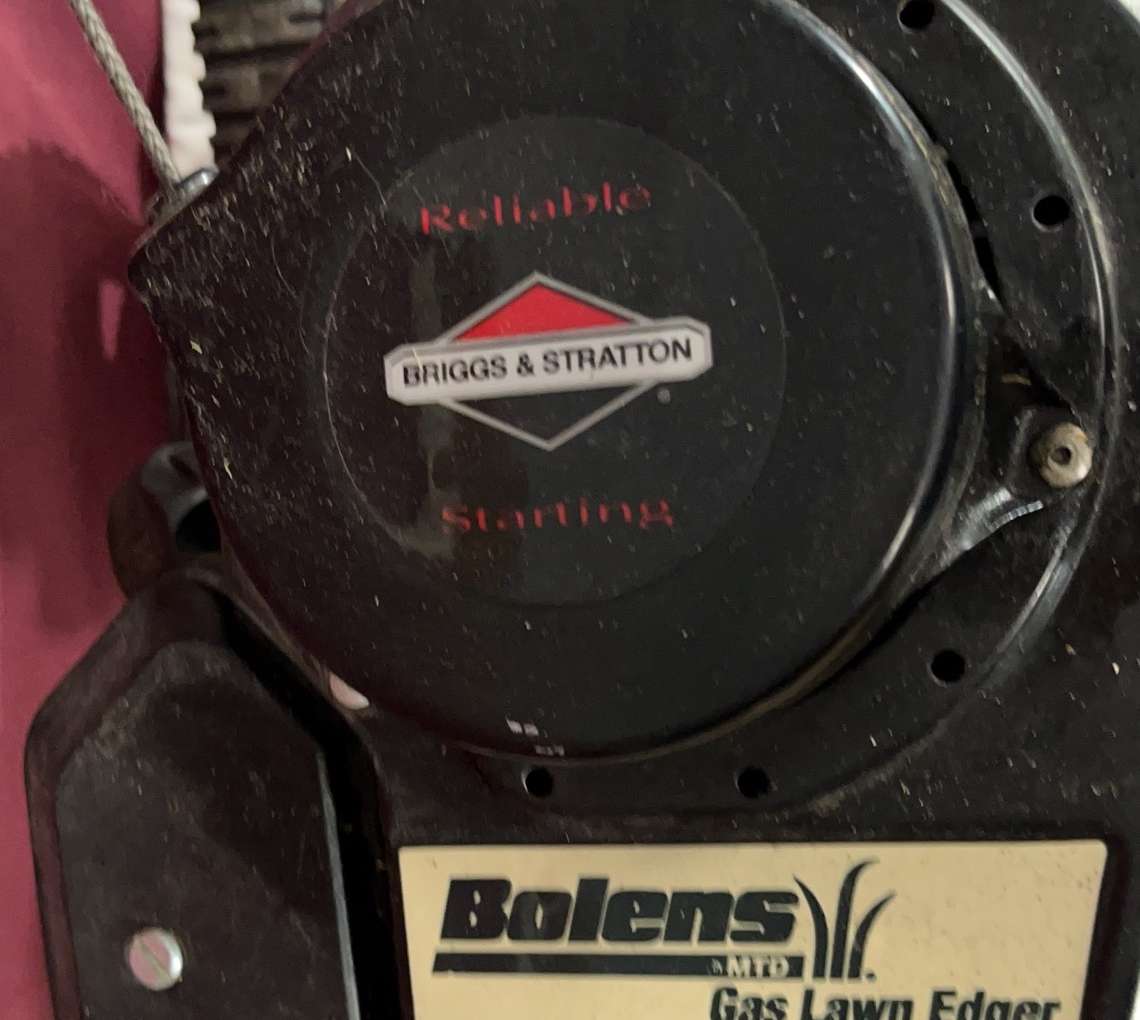 Reliable
BRIGGS & STRATTON
Starting
Bolens
MTD
Gas Lawn Edger